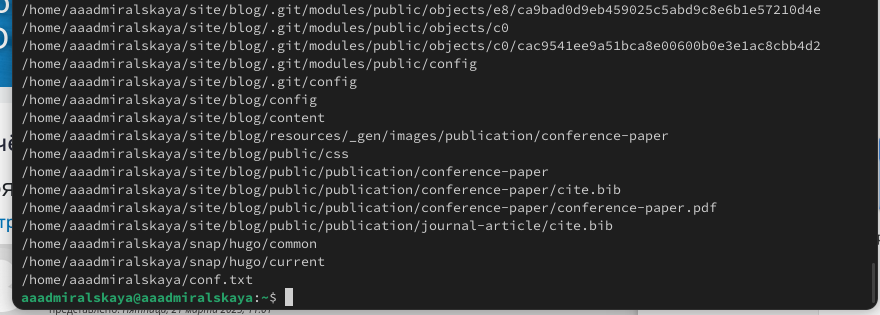 /home/aaadmiralskaya/site/blog/.git/modules/public/objects/e8/ca9bad0d9eb459025c5abd9c8e6b1e57210d4e
/home/aaadmiralskaya/site/blog/.git/modules/public/objects/c0
/home/aaadmiralskaya/site/blog/.git/modules/public/objects/c0/cac9541ee9a51bca8e00600b0e3e1ac8cbb4d2
/home/aaadmiralskaya/site/blog/.git/modules/public/config
/home/aaadmiralskaya/site/blog/.git/config
/home/aaadmiralskaya/site/blog/config
/home/aaadmiralskaya/site/blog/content
/home/aaadmiralskaya/site/blog/resources/_gen/images/publication/conference-paper
/home/aaadmiralskaya/site/blog/public/css
/home/aaadmiralskaya/site/blog/public/publication/conference-paper
/home/aaadmiralskaya/site/blog/public/publication/conference-paper/cite.bib
/home/aaadmiralskaya/site/blog/public/publication/conference-paper/conference-paper.pdf
/home/aaadmiralskaya/site/blog/public/publication/journal-article/cite.bib
/home/aaadmiralskaya/snap/hugo/common
/home/aaadmiralskaya/snap/hugo/current
/home/aaadmiralskaya/conf.txt
aaadmiralskaya@aaadmiralskaya:~$